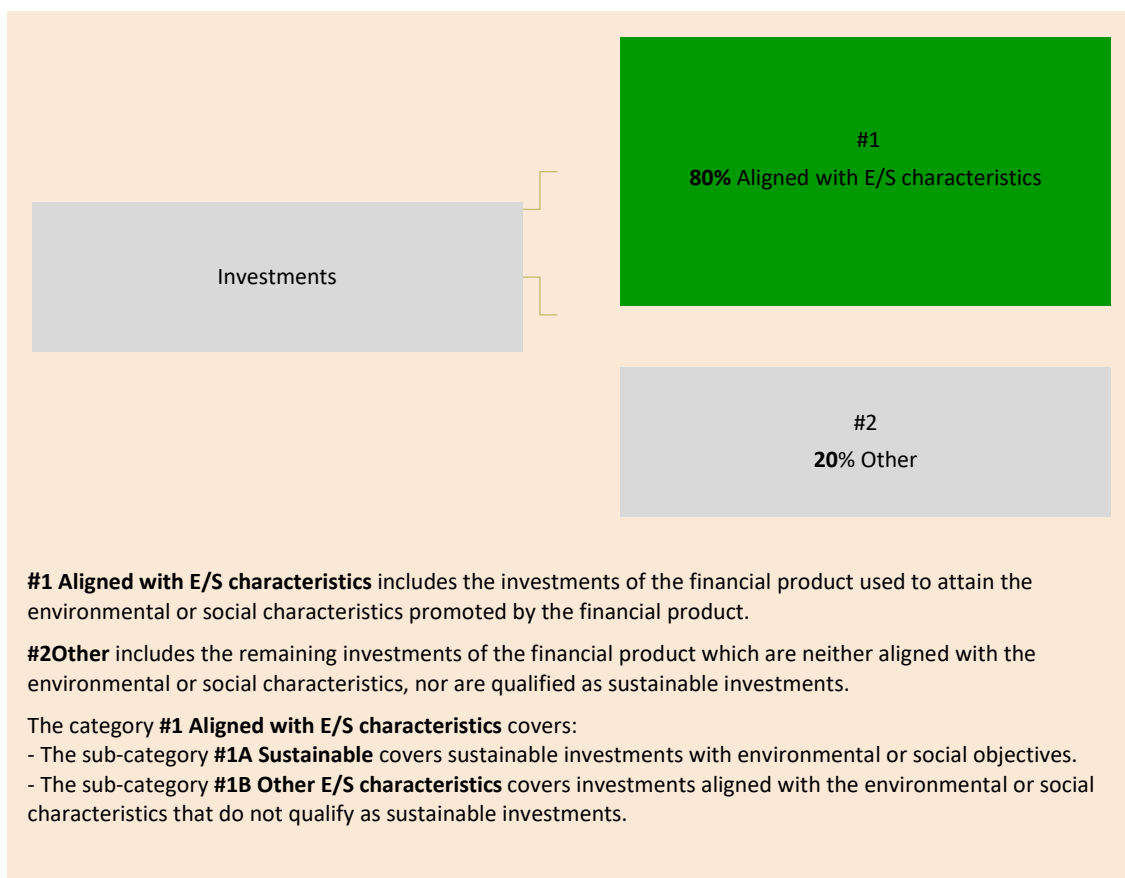 #1
80% Aligned with E/S characteristics
Investments
#2
20% Other
#1 Aligned with E/S characteristics includes the investments of the financial product used to attain the
environmental or social characteristics promoted by the financial product.
#2Other includes the remaining investments of the financial product which are neither aligned with the
environmental or social characteristics, nor are qualified as sustainable investments.
The category #1 Aligned with E/S characteristics covers:
- The sub-category #1A Sustainable covers sustainable investments with environmental or social objectives.
- The sub-category #1B Other E/S characteristics covers investments aligned with the environmental or social
characteristics that do not qualify as sustainable investments.